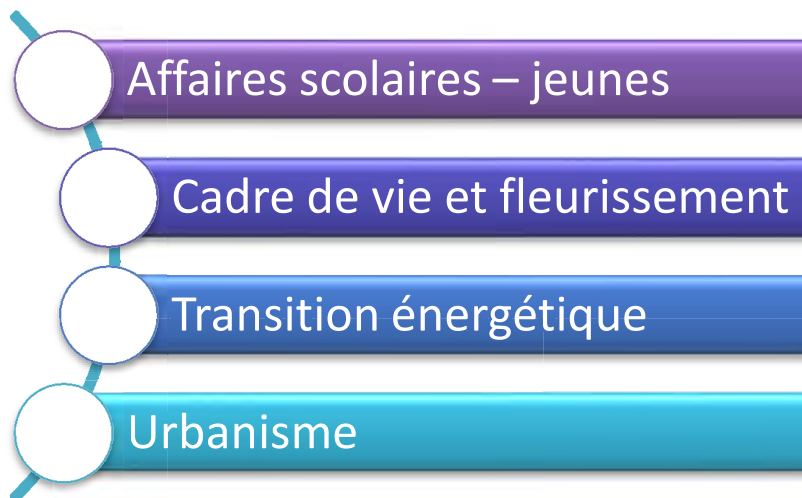 Affaires scolaires – jeunes
Cadre de vie et fleurissement
Transition énergétique
Urbanisme